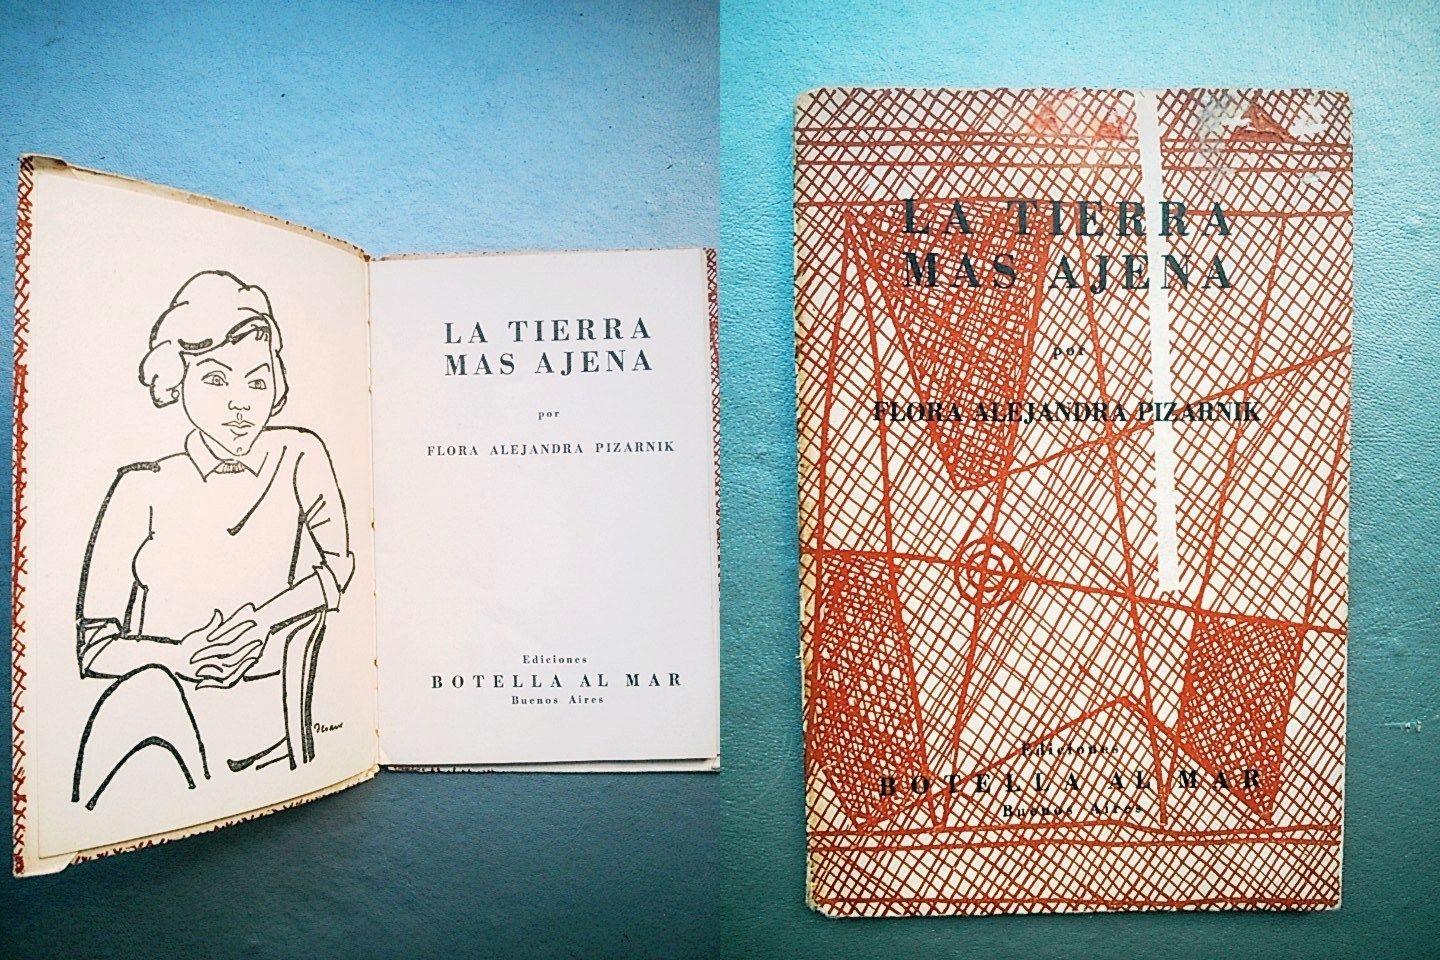 LA TIERRA
MAS AJENA
por
FLORA ALEJANDRA PIZARNIK
Ediciones
BOTELLA AL MAR
Buenos Aires
LA TIERRA
MAS AJENA
por
FLORA ALEJANDRA PIZARNIK
Ediciones
BOTELLA AL MAR
Buenos Aires